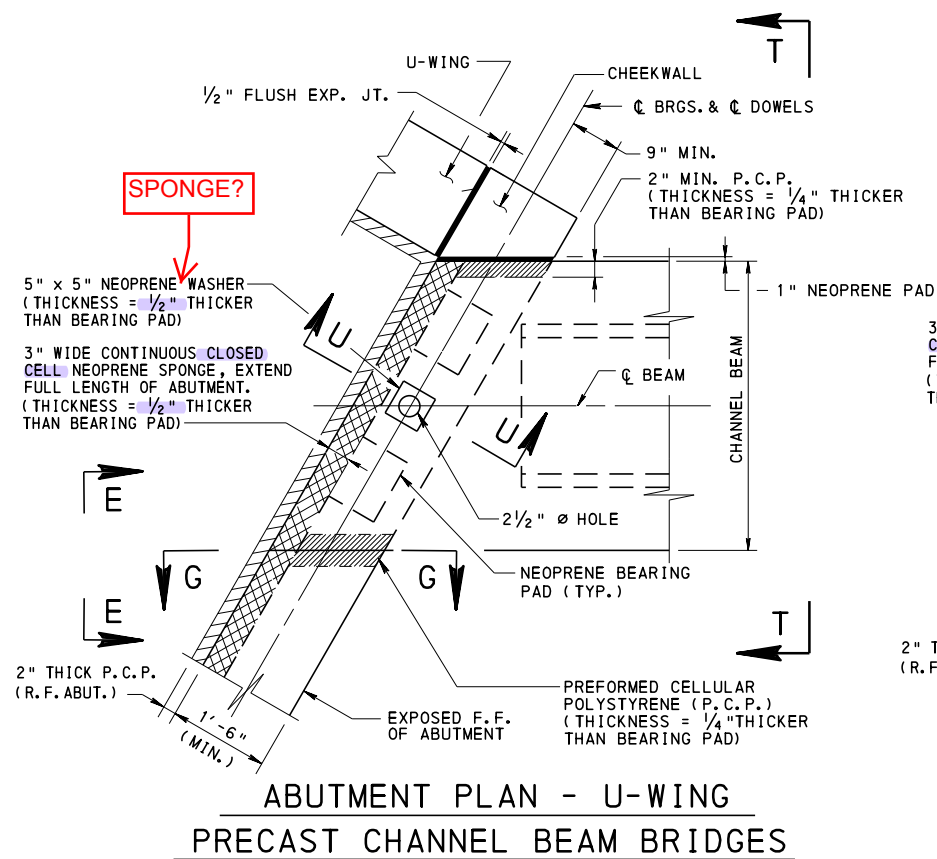 U-WING
CHEEKWALL
T
½" FLUSH EXP. JT.
℄ BRGS. & ℄ DOWELS
9" MIN.
2" MIN. P.C.P.
(THICKNESS = ¼" THICKER
THAN BEARING PAD)
SPONGE?
5" x 5" NEOPRENE WASHER
(THICKNESS = ½" THICKER
THAN BEARING PAD)
1" NEOPRENE PAD
3" WIDE CONTINUOUS CLOSED
CELL NEOPRENE SPONGE, EXTEND
FULL LENGTH OF ABUTMENT.
(THICKNESS = ½" THICKER
THAN BEARING PAD)
U
℄ BEAM
CHANNEL BEAM
U
E
2½" ø HOLE
G
G
NEOPRENE BEARING
PAD (TYP.)
E
T
2" THICK P.C.P.
(R.F. ABUT.)
1'-6"
(MIN.)
EXPOSED F.F.
OF ABUTMENT
PREFORMED CELLULAR
POLYSTYRENE (P.C.P.)
(THICKNESS = ¼" THICKER
THAN BEARING PAD)
3
C
F
(
T
2" T
(R.F
ABUTMENT PLAN - U-WING
PRECAST CHANNEL BEAM BRIDGES